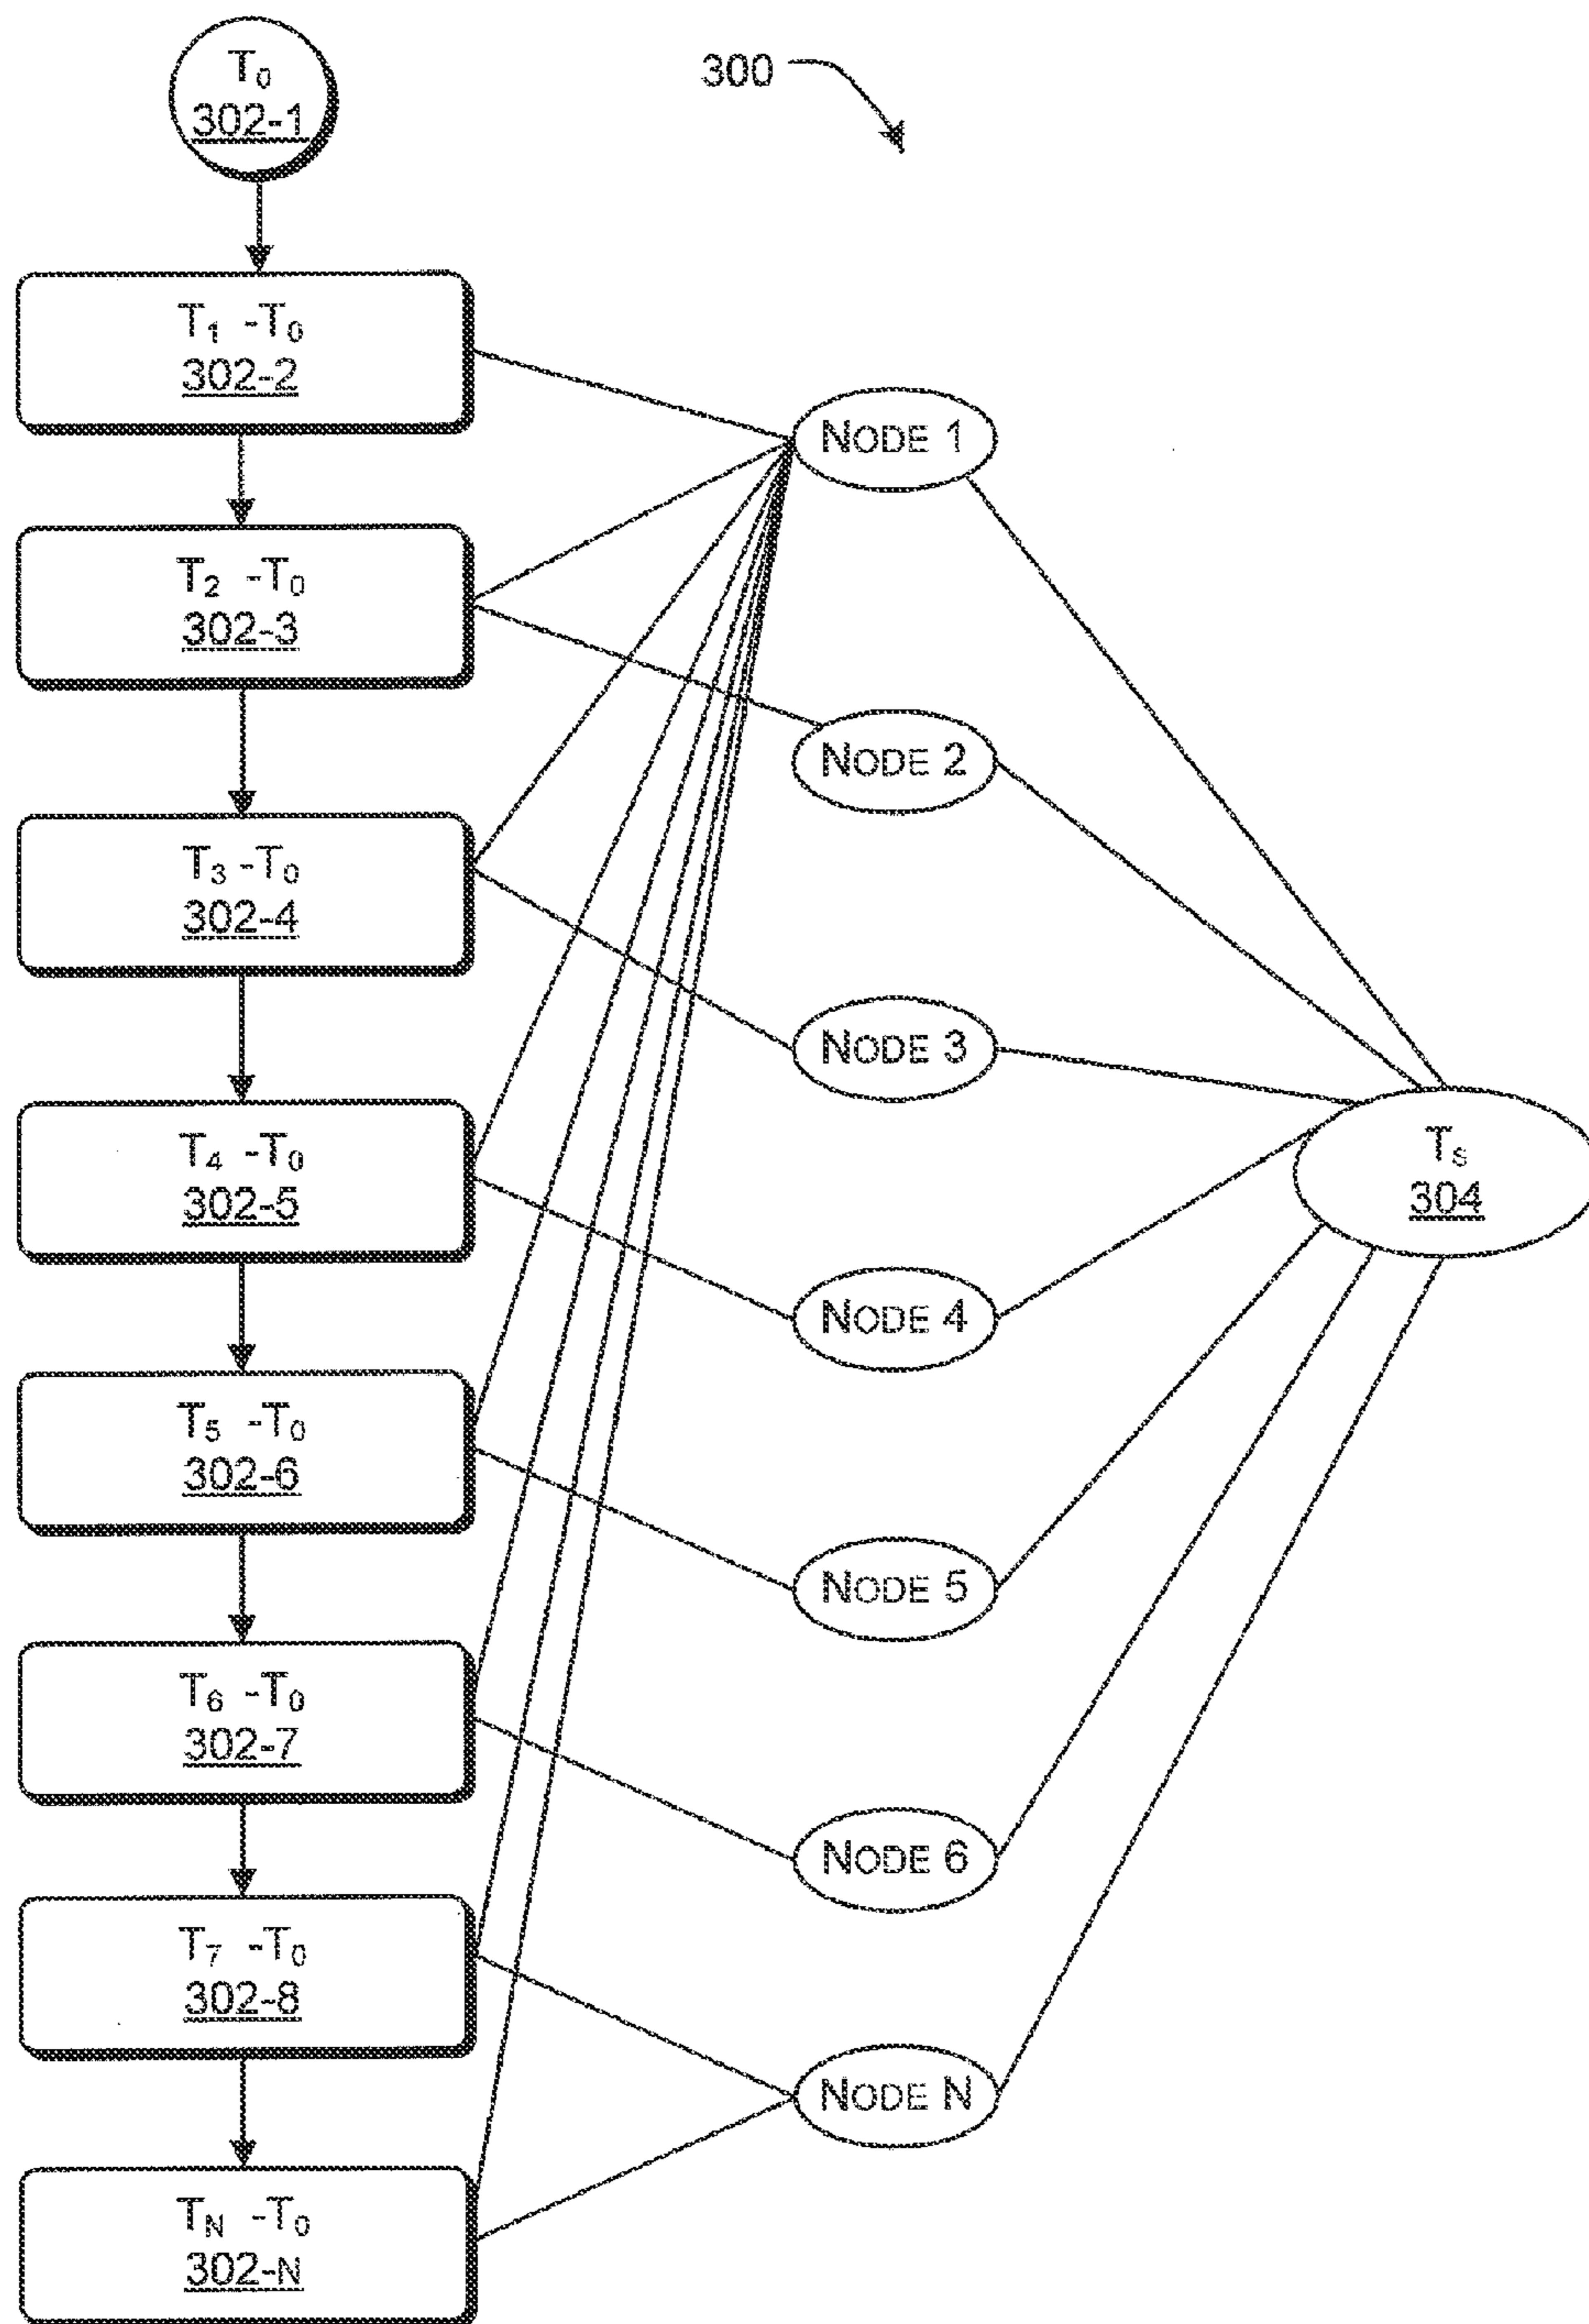 T₀
302-1
300
T₁ -T₀
302-2
NODE 1
T₂ -T₀
302-3
NODE 2
T₃ -T₀
302-4
NODE 3
T₄ -T₀
302-5
Tₛ
304
NODE 4
T₅ -T₀
302-6
NODE 5
T₆ -T₀
302-7
NODE 6
T₇ -T₀
302-8
NODE N
T_N -T₀
302-N